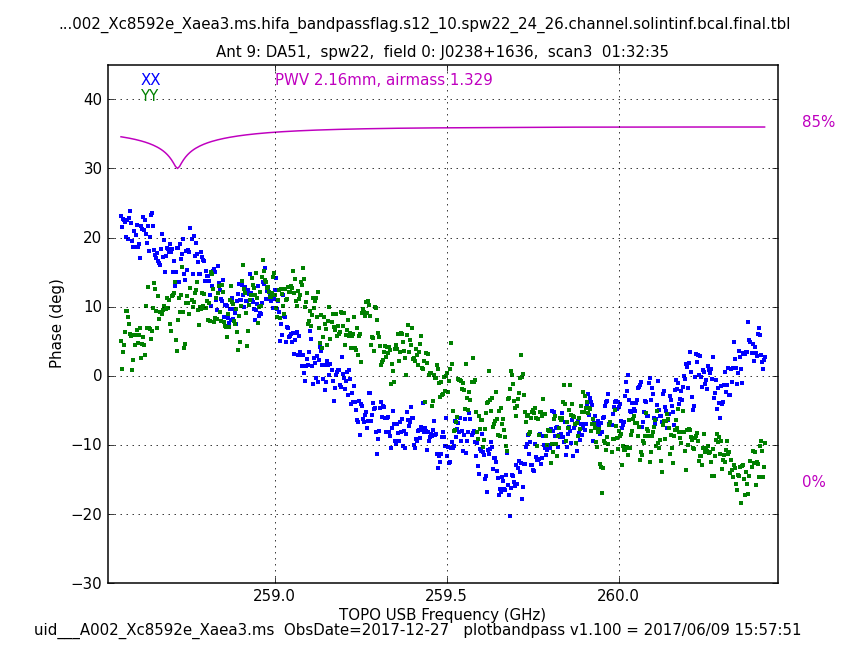 ...002_Xc8592e_Xaea3.ms.hifa_bandpassflag.s12_10.spw22_24_26.channel.solintinf.bcal.final.tbl
Ant 9: DA51, spw22, field 0: J0238+1636, scan3 01:32:35
XX
PWV 2.16mm, airmass 1.329
YY
40
85%
30
20
10
0
−10
−20
−30
0%
Phase (deg)
259.0 259.5 260.0
TOPO USB Frequency (GHz)
uid___A002_Xc8592e_Xaea3.ms ObsDate=2017-12-27 plotbandpass v1.100 = 2017/06/09 15:57:51